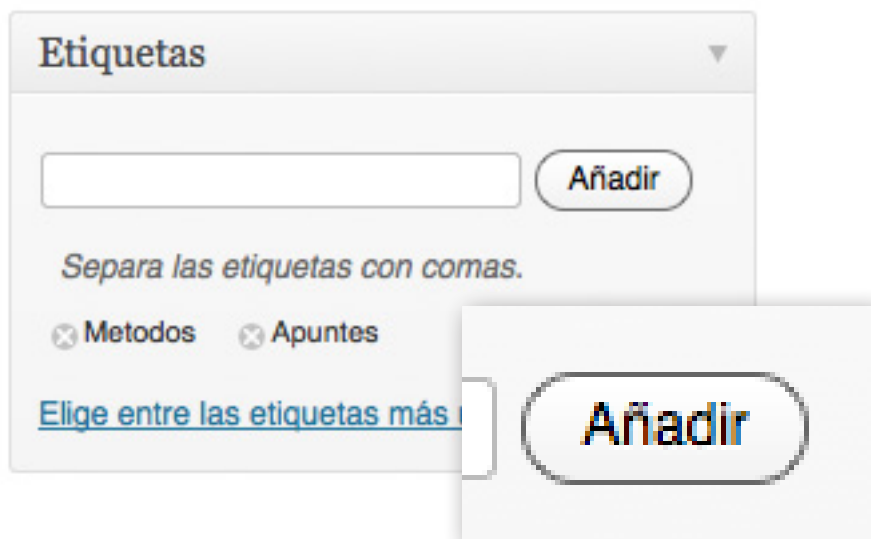 Etiquetas
Añadir
Separa las etiquetas con comas.
Metodos Apuntes
Elige entre las etiquetas más
Añadir